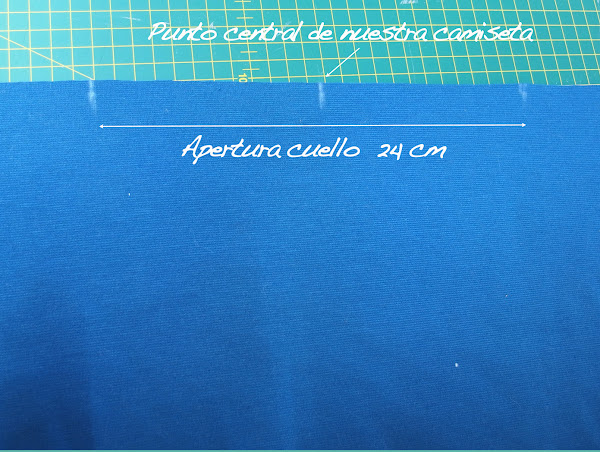 Punto central de nuestra camiseta
Apertura cuello 24 cm